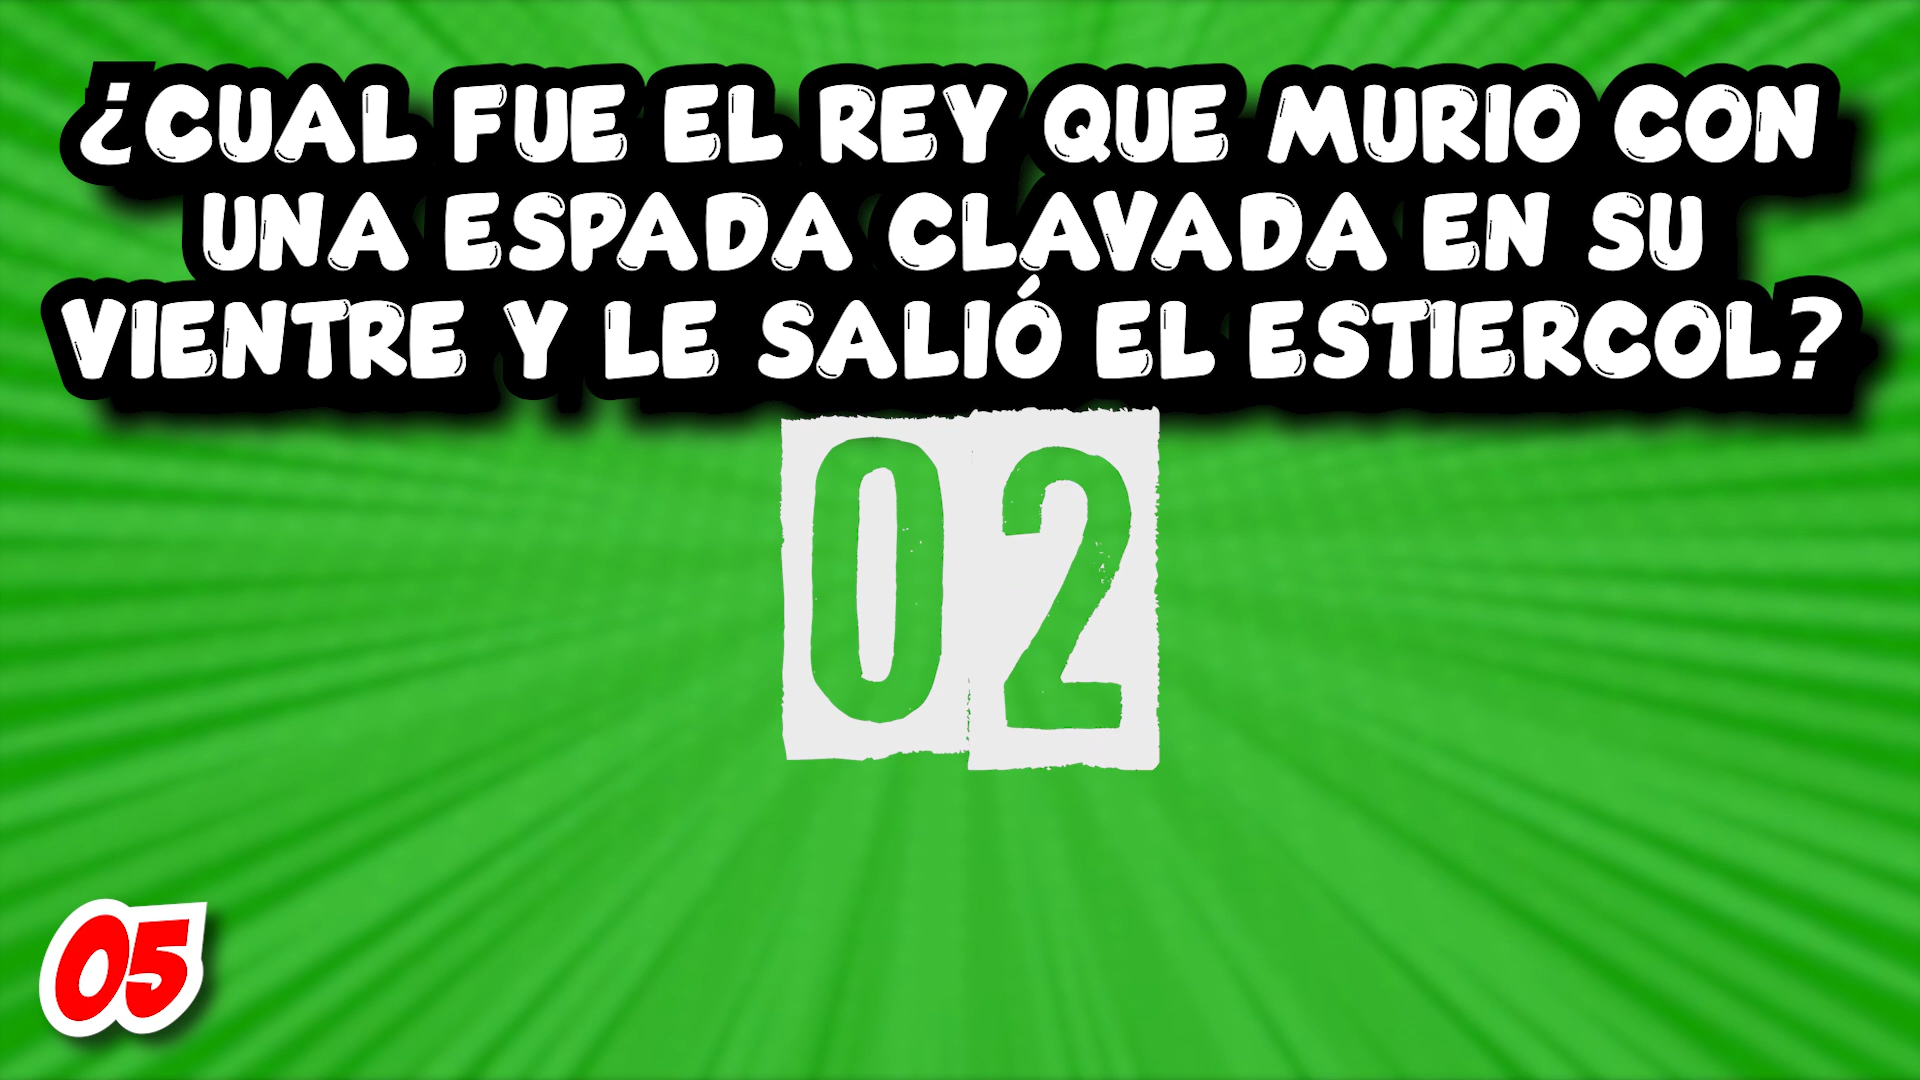 ¿CUAL FUE EL REY QUE MURIO CON
UNA ESPADA CLAVADA EN SU
VIENTRE Y LE SALIÓ EL ESTIERCOL?
02
05